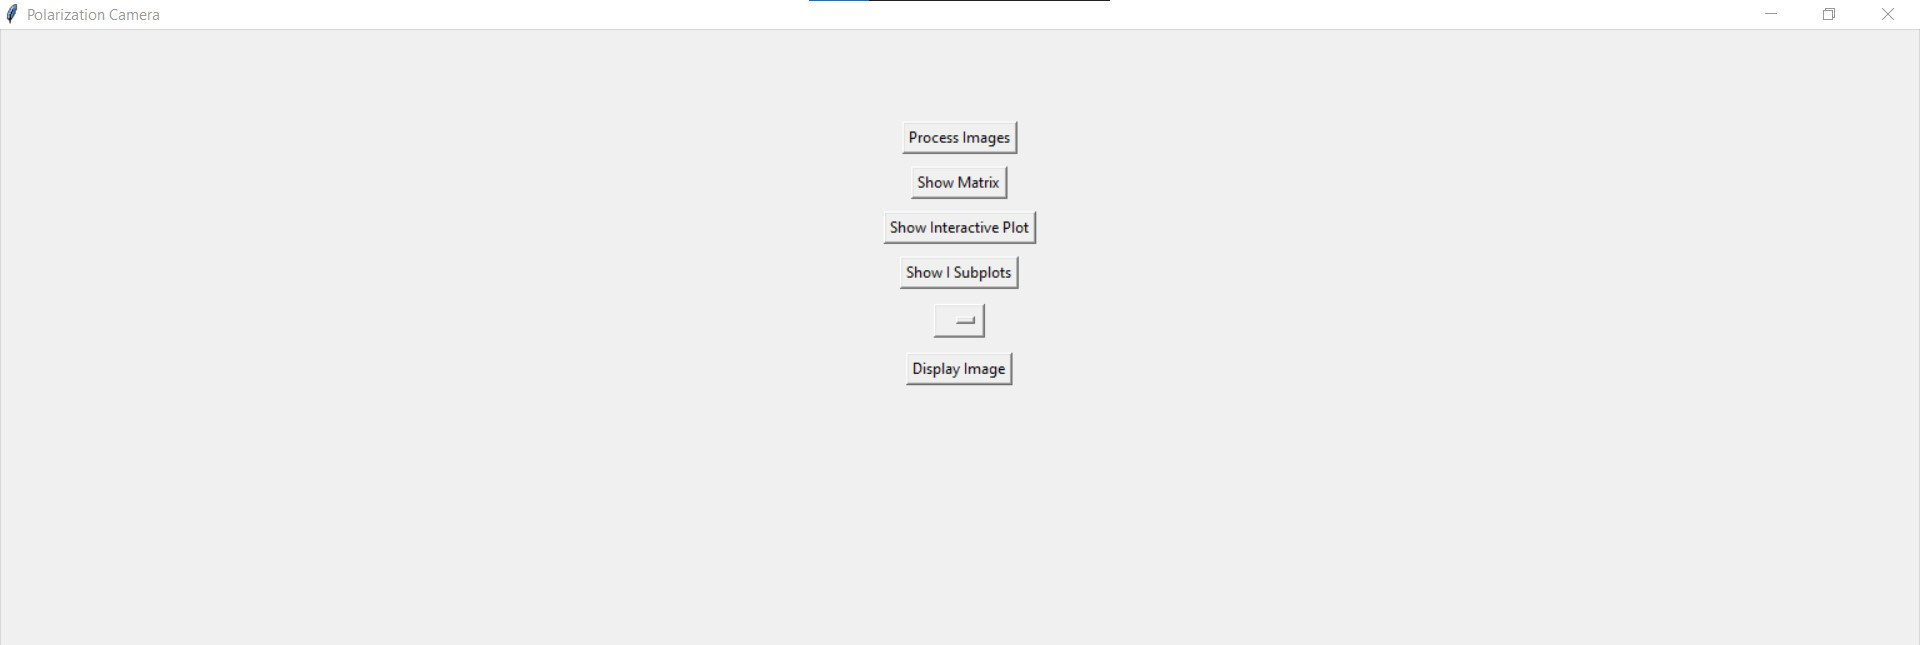 Polarization Camera
Process Images
Show Matrix
Show Interactive Plot
Show I Subplots
Display Image